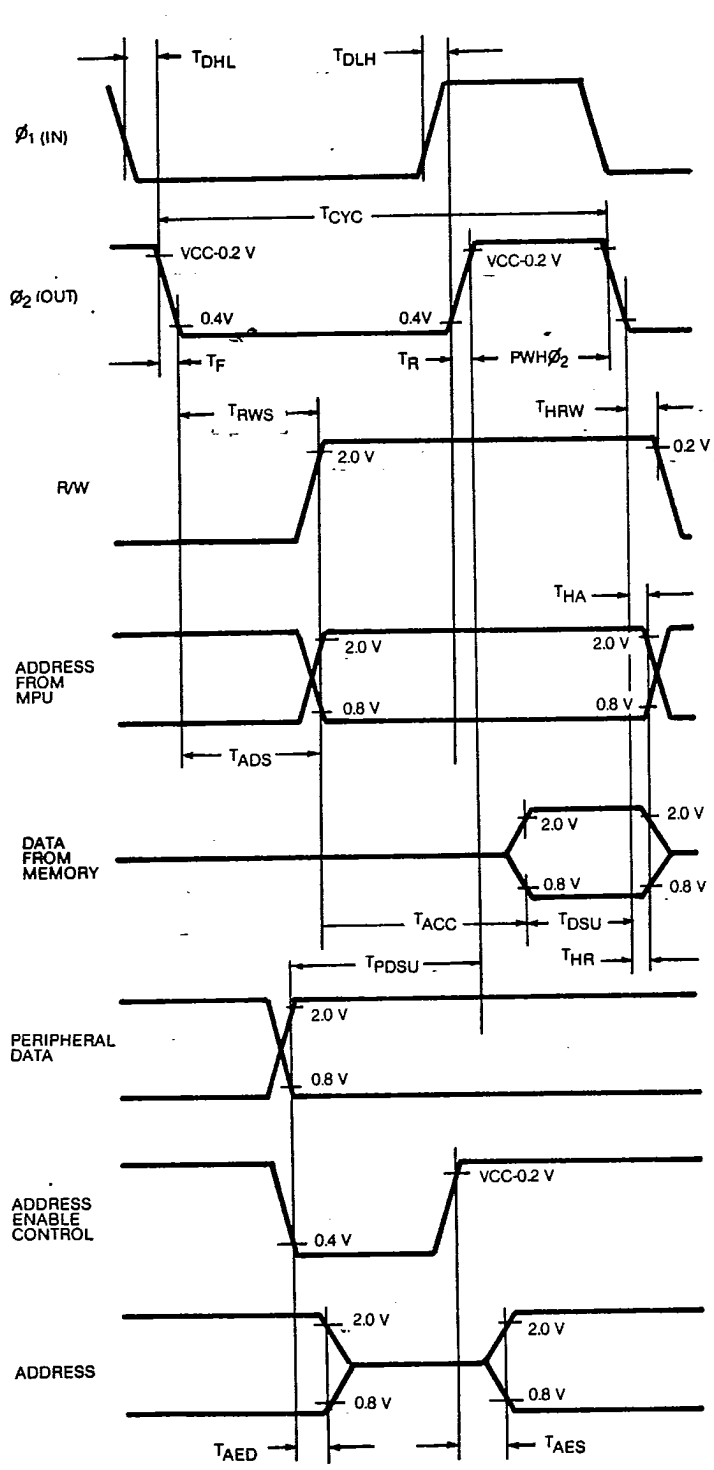 TDHL TDLH
Ø1 (IN)
TCYC
VCC-0.2 V VCC-0.2 V
Ø2 (OUT)
0.4V 0.4V
TF TR PWHØ2
TRWS THRW
2.0 V 0.2 V
R/W
THA
2.0 V 2.0 V
ADDRESS
FROM
MPU
0.8 V 0.8 V
TADS
2.0 V 2.0 V
DATA
FROM
MEMORY
0.8 V 0.8 V
TACC TDSU
TPDSU THR
2.0 V
PERIPHERAL
DATA
0.8 V
VCC-0.2 V
ADDRESS
ENABLE
CONTROL
0.4 V
2.0 V 2.0 V
ADDRESS
0.8 V 0.8 V
TAED TAES